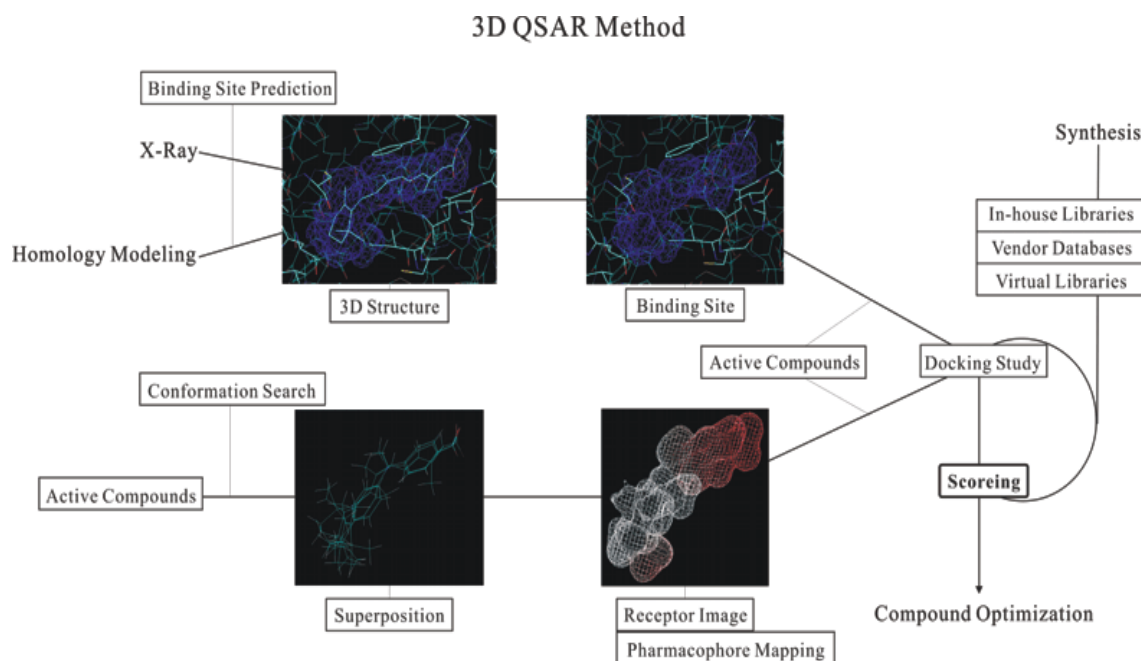 3D QSAR Method
Binding Site Prediction
X-Ray
Homology Modeling
3D Structure
Binding Site
Synthesis
In-house Libraries
Vendor Databases
Virtual Libraries
Active Compounds
Docking Study
Conformation Search
Active Compounds
Superposition
Receptor Image
Pharmacophore Mapping
Scoreing
Compound Optimization